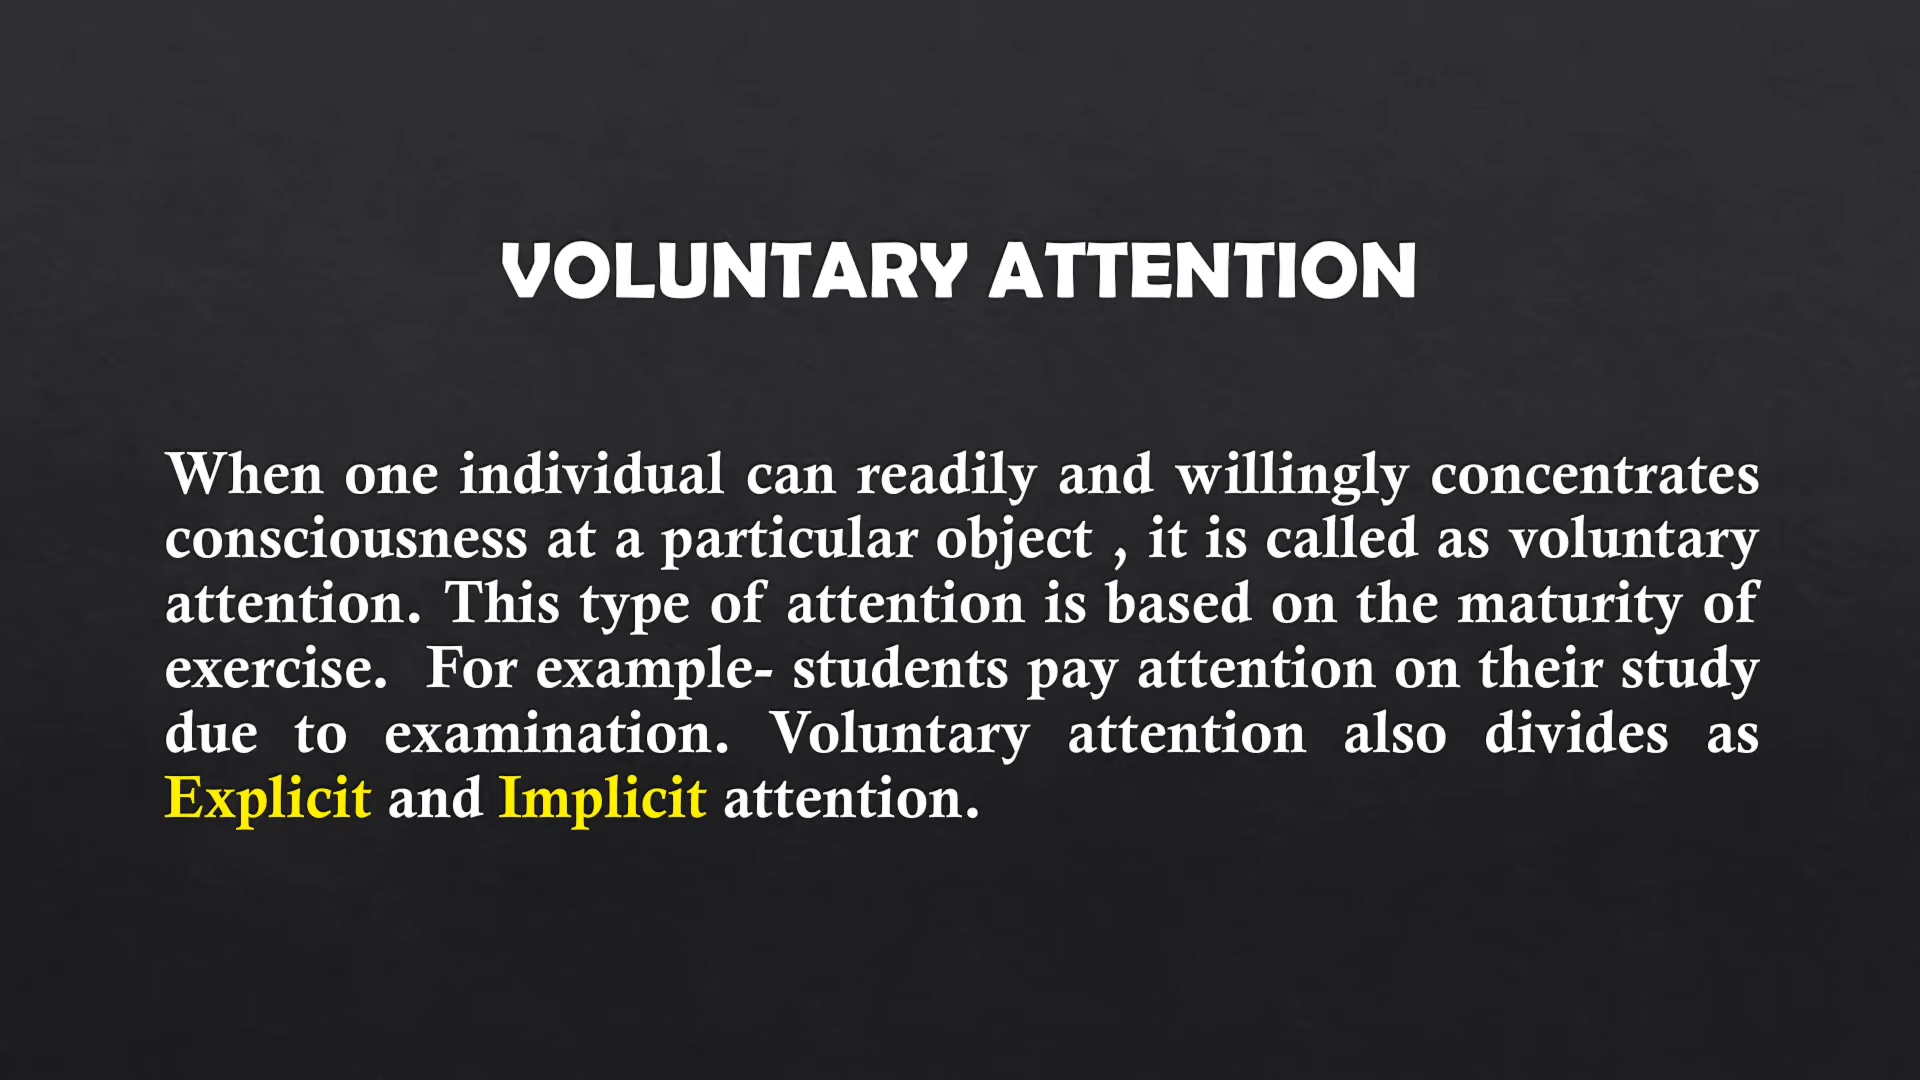 VOLUNTARY ATTENTION
When one individual can readily and willingly concentrates
consciousness at a particular object , it is called as voluntary
attention. This type of attention is based on the maturity of
exercise.  For example- students pay attention on their study
due to examination. Voluntary attention also divides as
Explicit and Implicit attention.